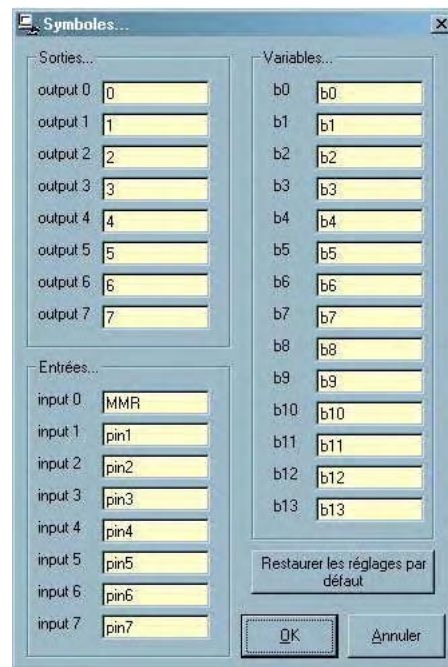 Symboles...
Sorties...
output 0 0
output 1 1
output 2 2
output 3 3
output 4 4
output 5 5
output 6 6
output 7 7
Entrées...
input 0 MMR
input 1 pin1
input 2 pin2
input 3 pin3
input 4 pin4
input 5 pin5
input 6 pin6
input 7 pin7
Variables...
b0 b0
b1 b1
b2 b2
b3 b3
b4 b4
b5 b5
b6 b6
b7 b7
b8 b8
b9 b9
b10 b10
b11 b11
b12 b12
b13 b13
Restaurer les réglages par
défaut
OK
Annuler